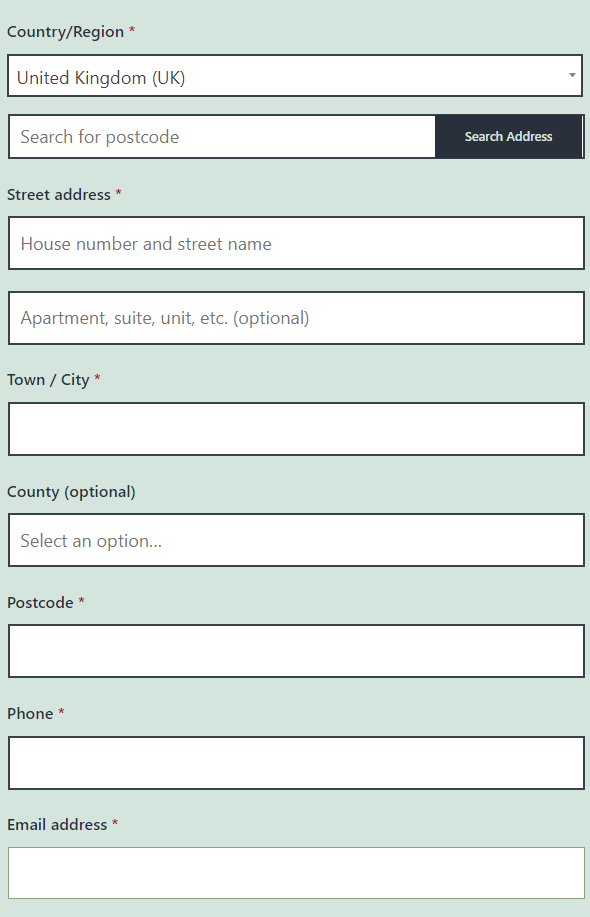 Country/Region *
United Kingdom (UK)
Search for postcode Search Address
Street address *
House number and street name
Apartment, suite, unit, etc. (optional)
Town / City *
County (optional)
Select an option...
Postcode *
Phone *
Email address *